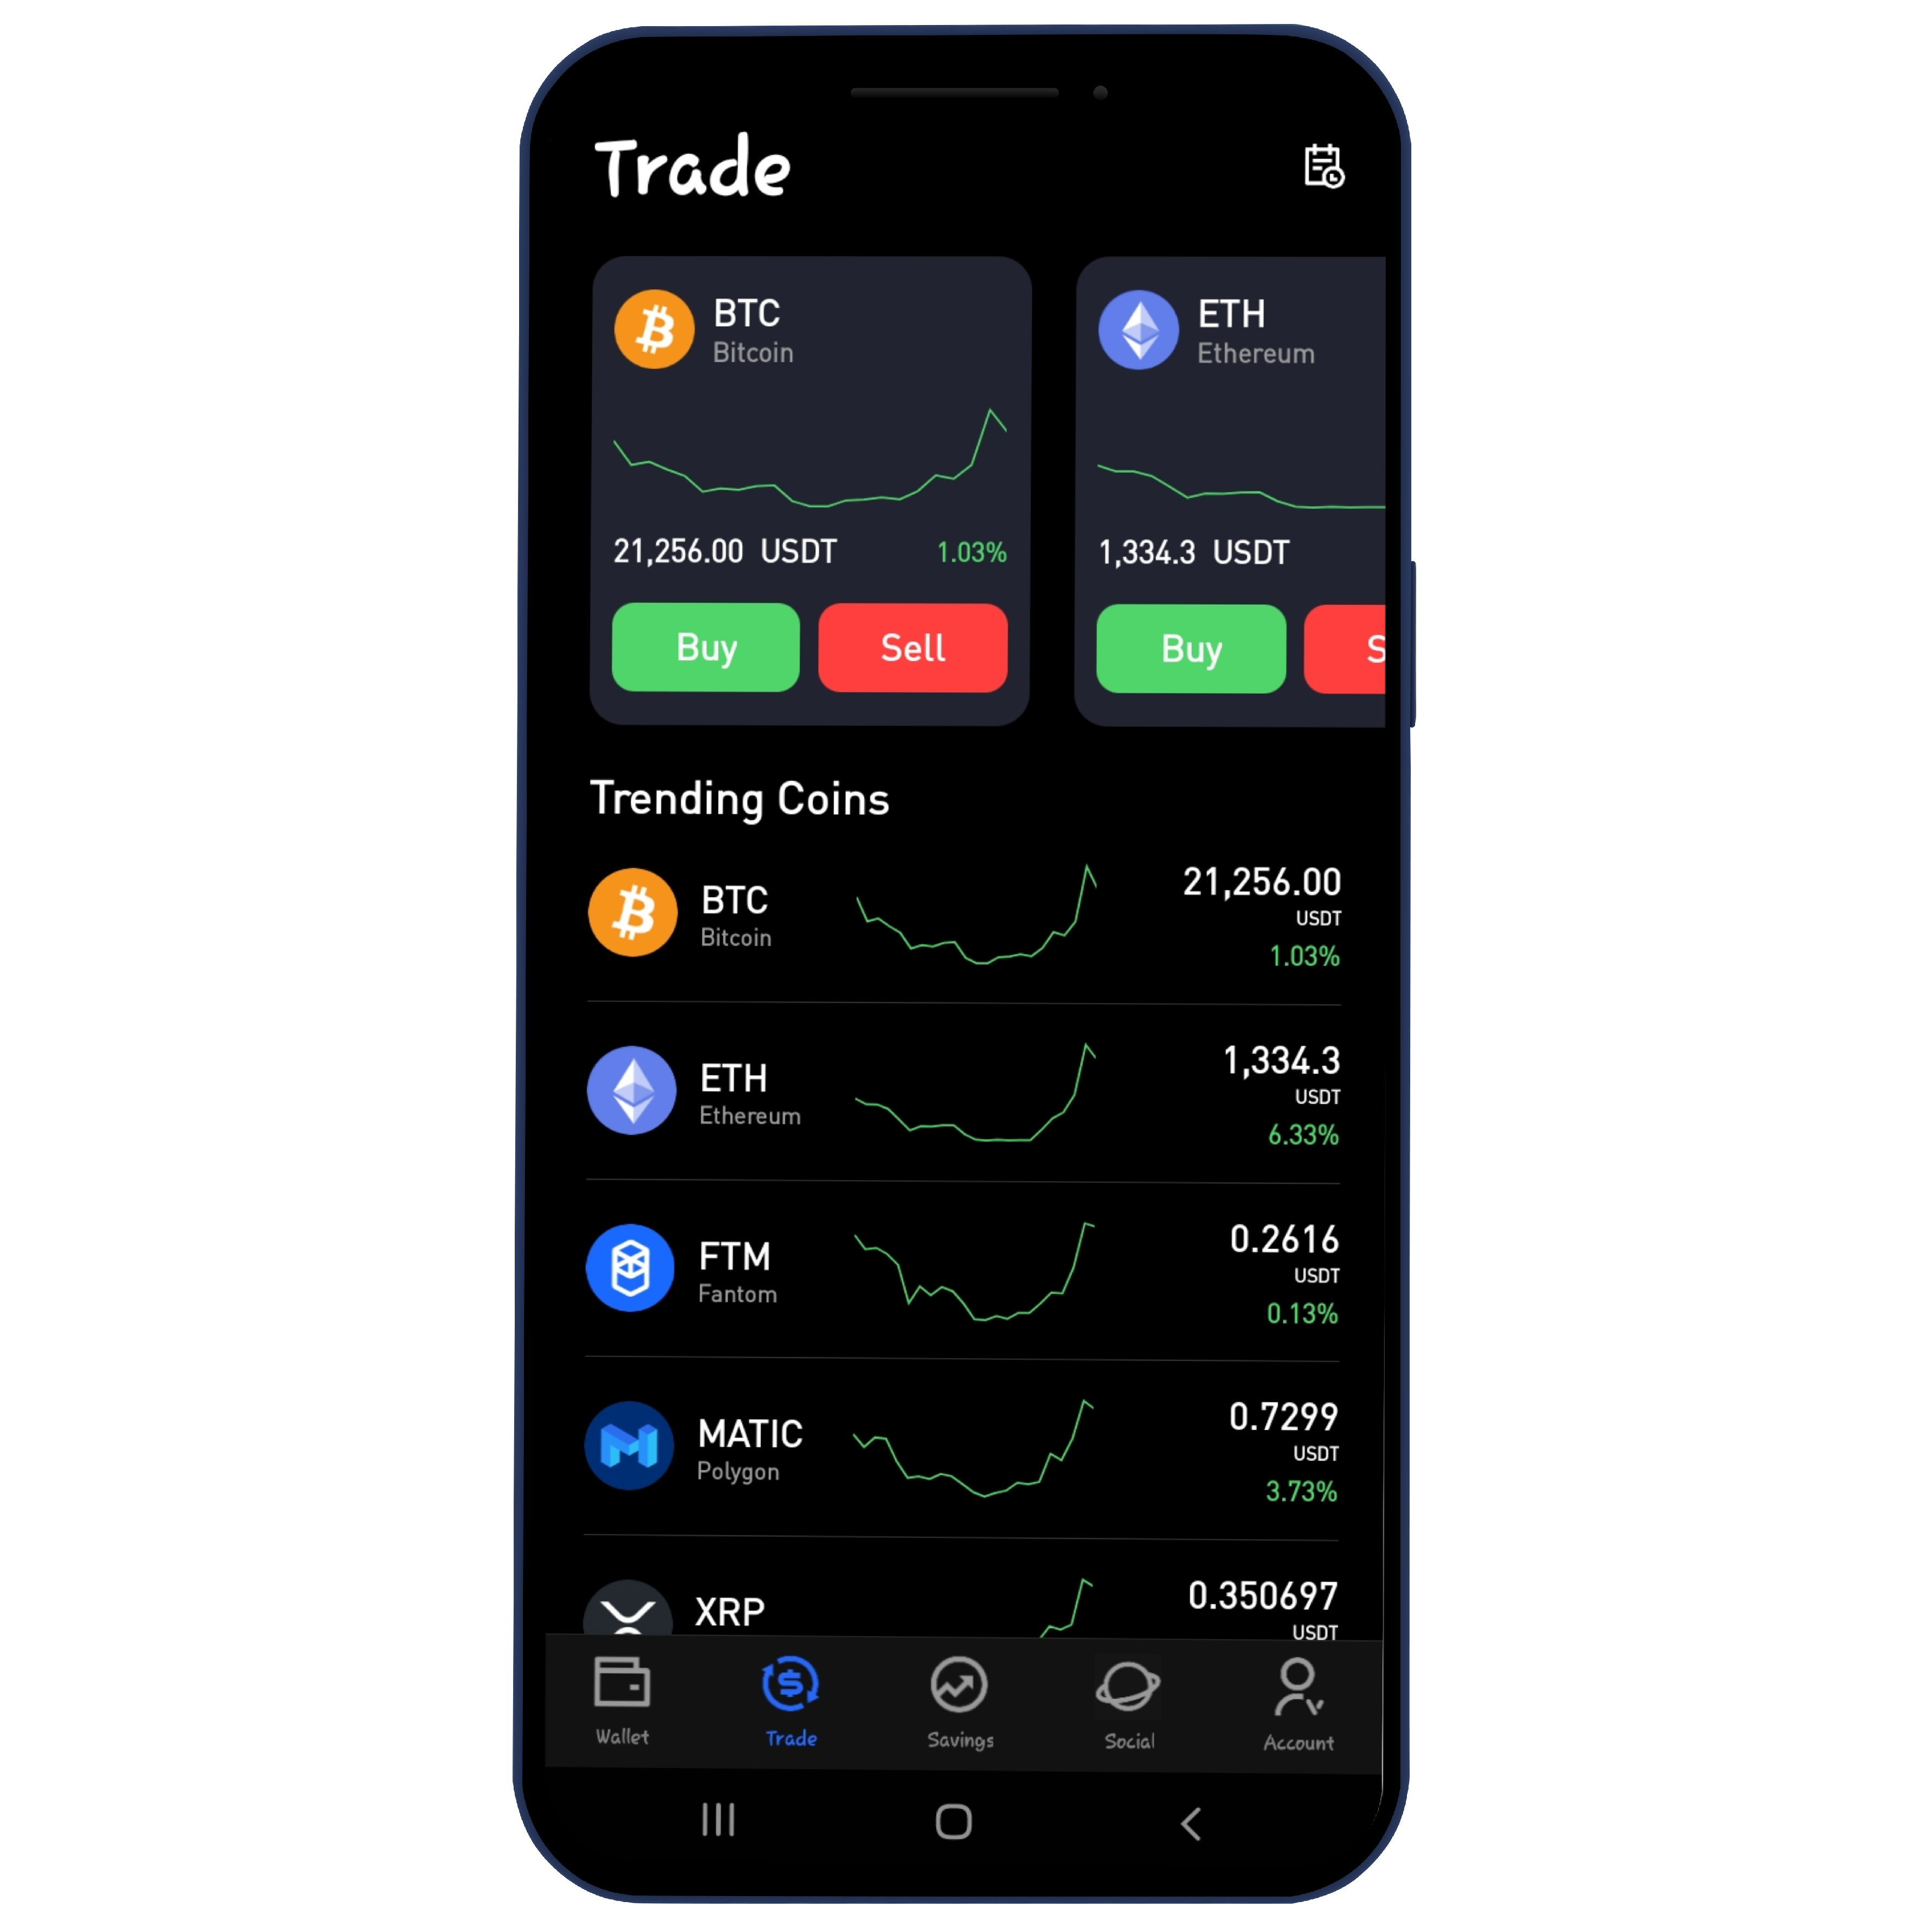 Trade
BTC
Bitcoin
21,256.00 USDT 1.03%
Buy Sell
ETH
Ethereum
1,334.3 USDT
Buy S
Trending Coins
BTC
Bitcoin
21,256.00
USDT
1.03%
ETH
Ethereum
1,334.3
USDT
6.33%
FTM
Fantom
0.2616
USDT
0.13%
MATIC
Polygon
0.7299
USDT
3.73%
XRP
0.350697
USDT
Wallet Trade Savings Social Account